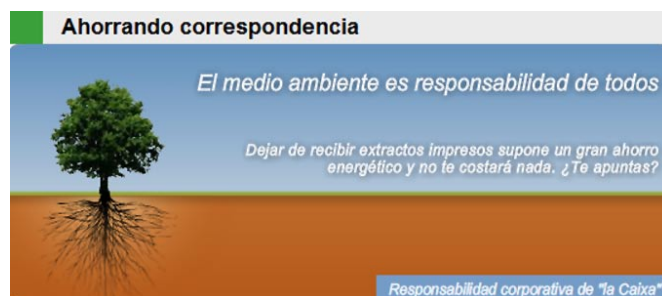 Ahorrando correspondencia
El medio ambiente es responsabilidad de todos
Dejar de recibir extractos impresos supone un gran ahorro
energético y no te costará nada. ¿Te apuntas?
Responsabilidad corporativa de "la Caixa"